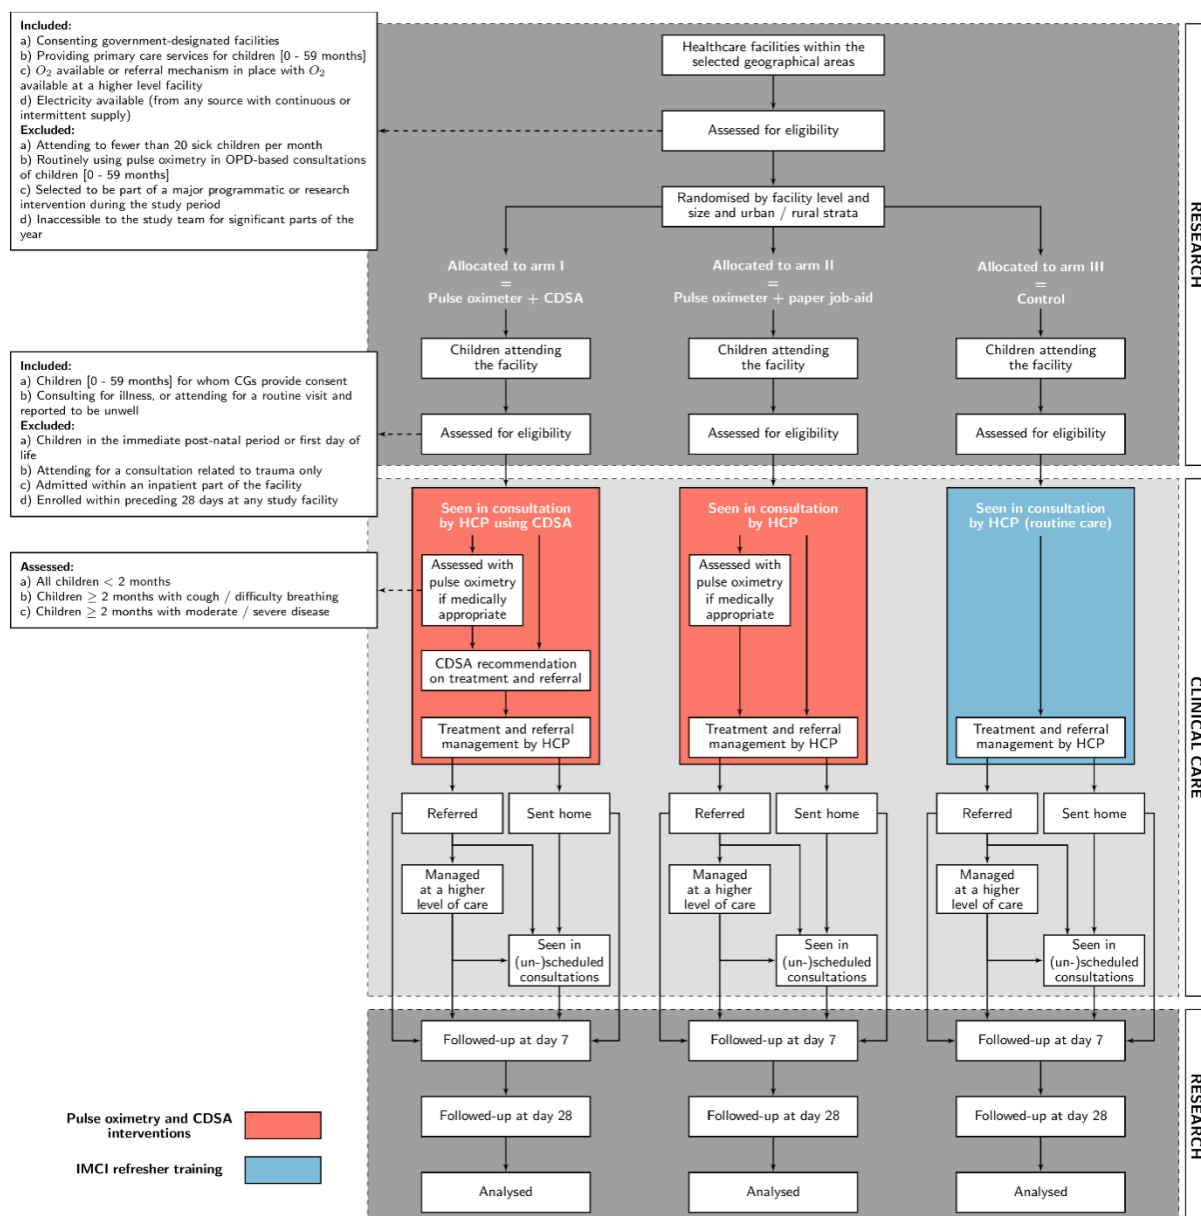 Included:
a) Consenting government-designated facilities
b) Providing primary care services for children [0 - 59 months]
c) O₂ available or referral mechanism in place with O₂
available at a higher level facility
d) Electricity available (from any source with continuous or
intermittent supply)
Excluded:
a) Attending to fewer than 20 sick children per month
b) Routinely using pulse oximetry in OPD-based consultations
of children [0 - 59 months]
c) Selected to be part of a major programmatic or research
intervention during the study period
d) Inaccessible to the study team for significant parts of the
year
Healthcare facilities within the
selected geographical areas
Assessed for eligibility
Randomised by facility level and
size and urban / rural strata
RESEARCH
Allocated to arm I
=
Pulse oximeter + CDSA
Allocated to arm II
=
Pulse oximeter + paper job-aid
Allocated to arm III
=
Control
Children attending
the facility
Children attending
the facility
Children attending
the facility
Included:
a) Children [0 - 59 months] for whom CGs provide consent
b) Consulting for illness, or attending for a routine visit and
reported to be unwell
Excluded:
a) Children in the immediate post-natal period or first day of
life
b) Attending for a consultation related to trauma only
c) Admitted within an inpatient part of the facility
d) Enrolled within preceding 28 days at any study facility
Assessed for eligibility
Assessed for eligibility
Assessed for eligibility
Seen in consultation
by HCP using CDSA
Seen in consultation
by HCP
Seen in consultation
by HCP (routine care)
Assessed:
a) All children < 2 months
b) Children ≥ 2 months with cough / difficulty breathing
c) Children ≥ 2 months with moderate / severe disease
Assessed with
pulse oximetry
if medically
appropriate
Assessed with
pulse oximetry
if medically
appropriate
CDSA recommendation
on treatment and referral
CLINICAL CARE
Treatment and referral
management by HCP
Treatment and referral
management by HCP
Treatment and referral
management by HCP
Referred
Sent home
Referred
Sent home
Referred
Sent home
Managed
at a higher
level of care
Managed
at a higher
level of care
Managed
at a higher
level of care
Seen in
(un-)scheduled
consultations
Seen in
(un-)scheduled
consultations
Seen in
(un-)scheduled
consultations
Followed-up at day 7
Followed-up at day 7
Followed-up at day 7
RESEARCH
Followed-up at day 28
Followed-up at day 28
Followed-up at day 28
Analysed
Analysed
Analysed
Pulse oximetry and CDSA
interventions
IMCI refresher training